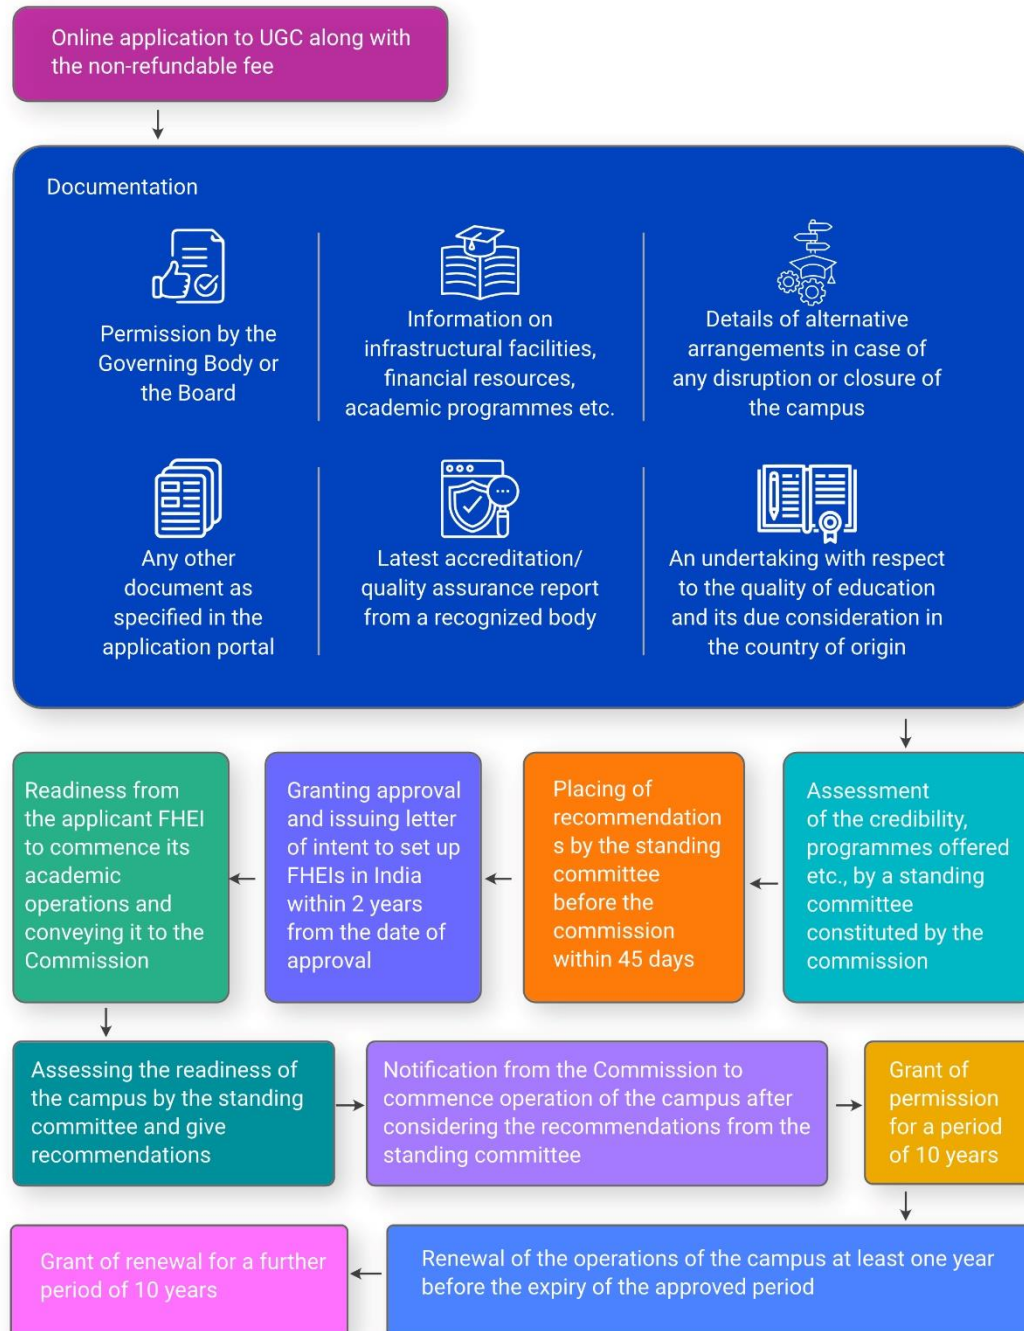 Online application to UGC along with
the non-refundable fee
Documentation
Permission by the
Governing Body or
the Board
Information on
infrastructural facilities,
financial resources,
academic programmes etc.
Details of alternative
arrangements in case of
any disruption or closure of
the campus
Any other
document as
specified in the
application portal
Latest accreditation/
quality assurance report
from a recognized body
An undertaking with respect
to the quality of education
and its due consideration in
the country of origin
Assessment
of the credibility,
programmes offered
etc., by a standing
committee
constituted by the
commission
Placing of
recommendation
s by the standing
committee
before the
commission
within 45 days
Granting approval
and issuing letter
of intent to set up
FHEIs in India
within 2 years
from the date of
approval
Readiness from
the applicant FHEI
to commence its
academic
operations and
conveying it to the
Commission
Assessing the readiness of
the campus by the standing
committee and give
recommendations
Notification from the Commission to
commence operation of the campus after
considering the recommendations from the
standing committee
Grant of
permission
for a period
of 10 years
Renewal of the operations of the campus at least one year
before the expiry of the approved period
Grant of renewal for a further
period of 10 years